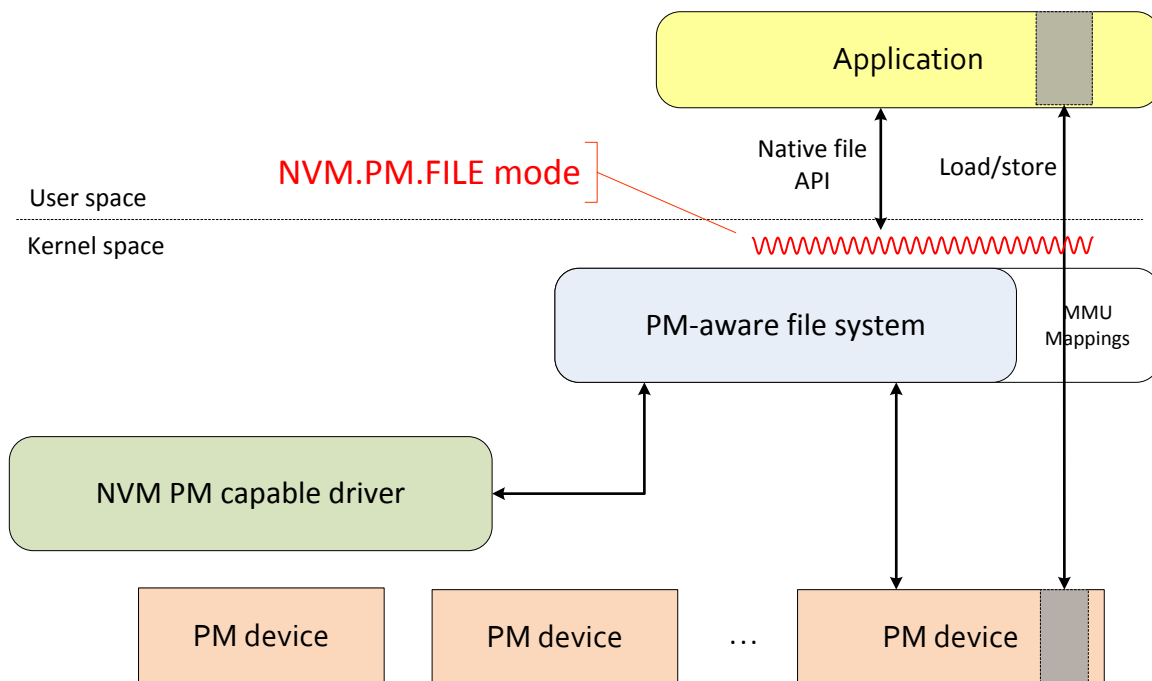 Application
NVM.PM.FILE mode
Native file
API
Load/store
User space
Kernel space
PM-aware file system
MMU
Mappings
NVM PM capable driver
PM device
PM device
...
PM device